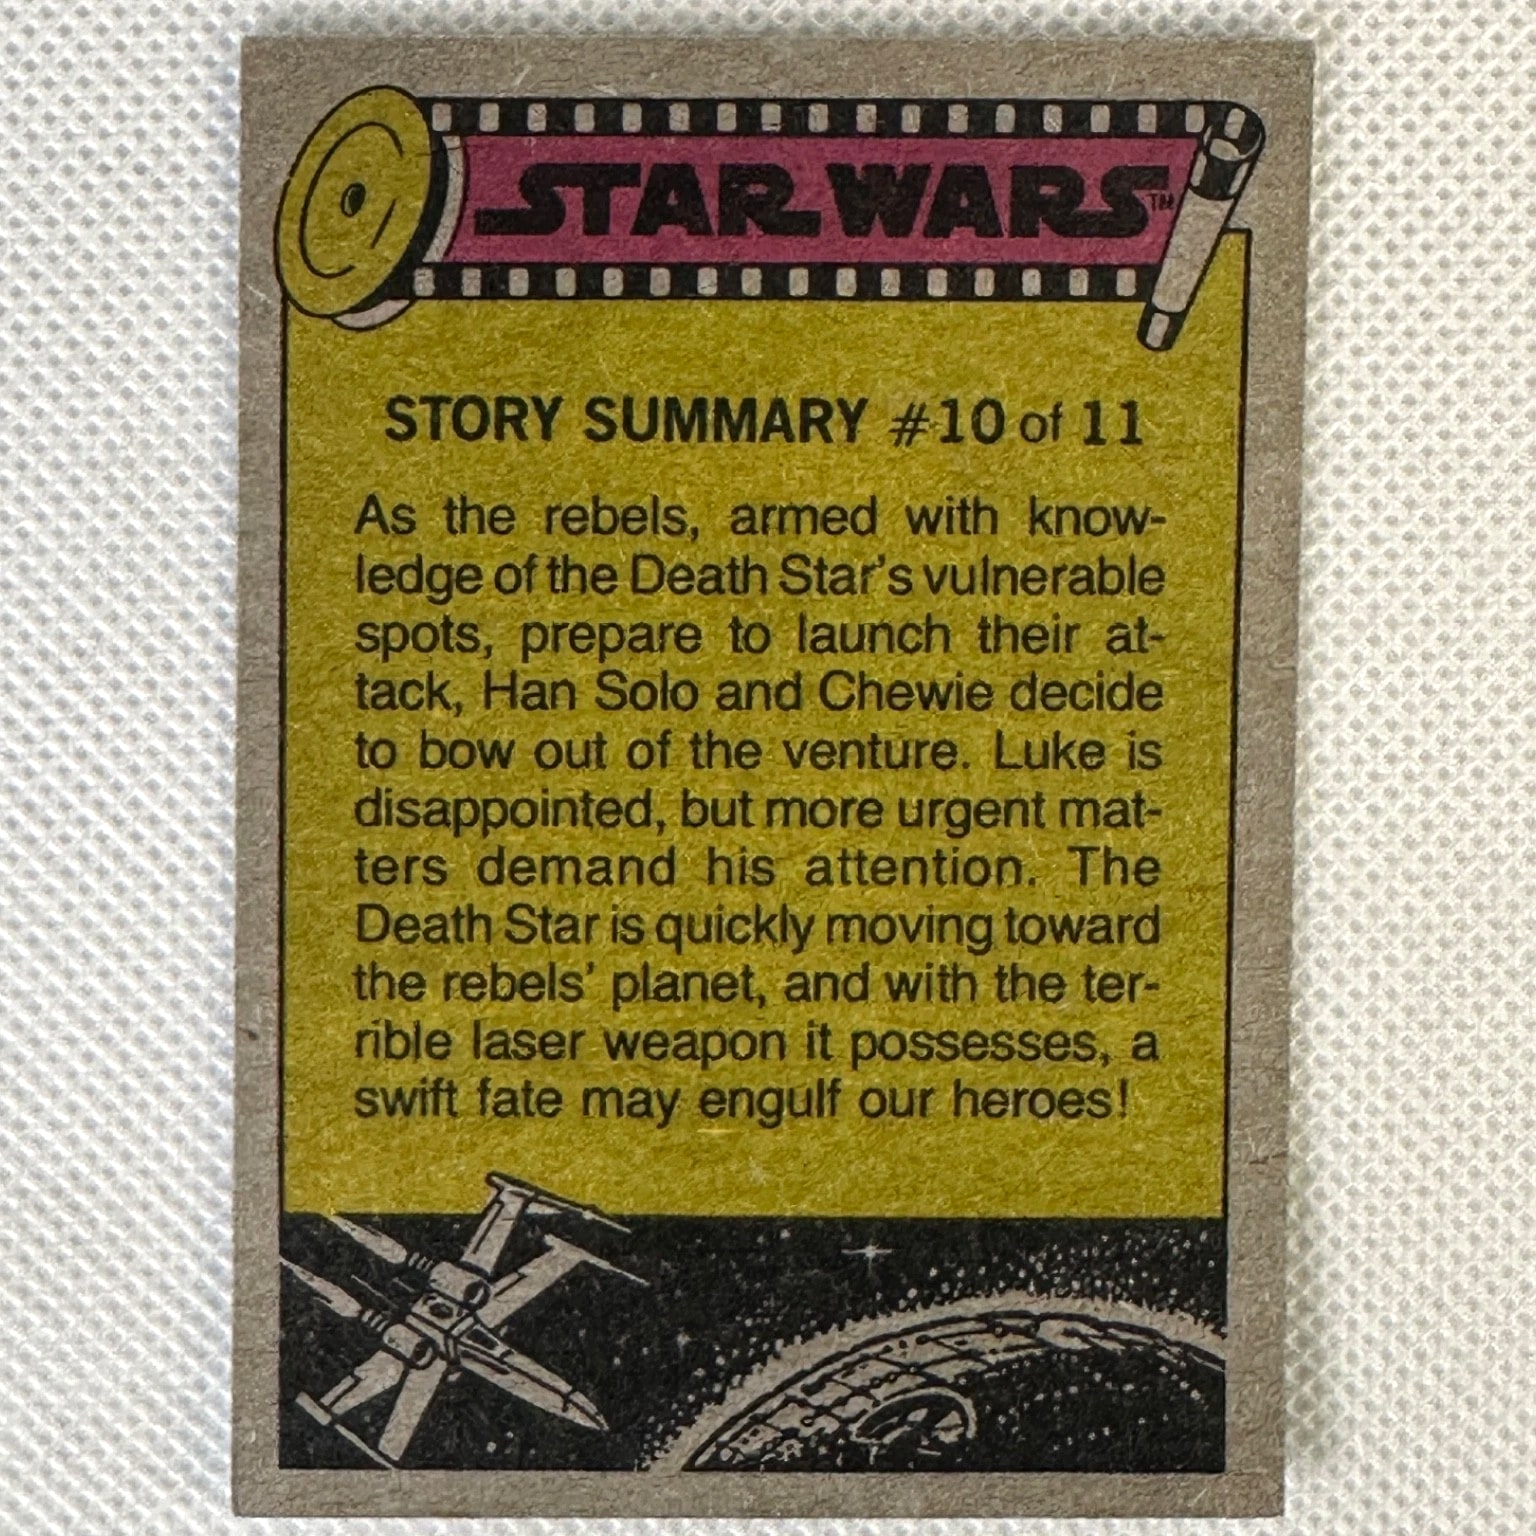 STAR WARS™
STORY SUMMARY #10 of 11
As the rebels, armed with know-
ledge of the Death Star's vulnerable
spots, prepare to launch their at-
tack, Han Solo and Chewie decide
to bow out of the venture. Luke is
disappointed, but more urgent mat-
ters demand his attention. The
Death Star is quickly moving toward
the rebels' planet, and with the ter-
rible laser weapon it possesses, a
swift fate may engulf our heroes!